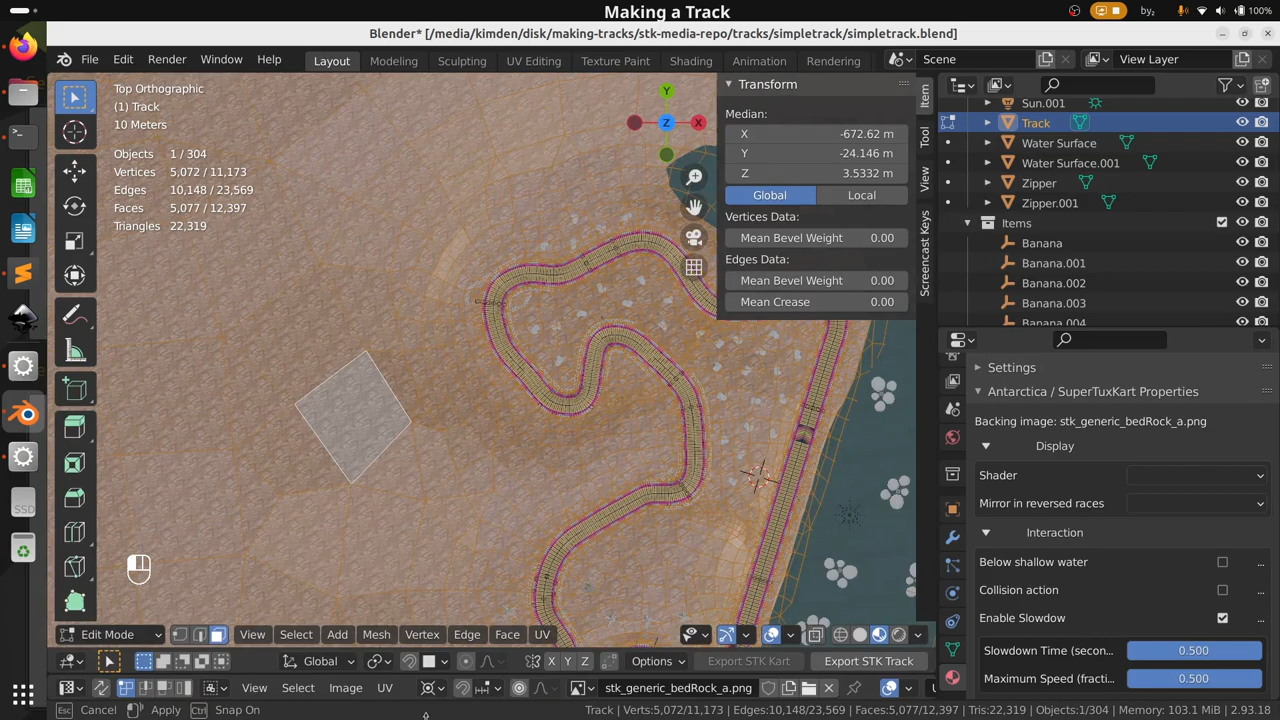 Making a Track
by₂
100%
Blender* [/media/kimden/disk/making-tracks/stk-media-repo/tracks/simpletrack/simpletrack.blend]
File Edit Render Window Help Layout Modeling Sculpting UV Editing Texture Paint Shading Animation Rendering Scene View Layer
Top Orthographic
(1) Track
10 Meters
Objects 1 / 304
Vertices 5,072 / 11,173
Edges 10,148 / 23,569
Faces 5,077 / 12,397
Triangles 22,319
Y
Z
X
Transform
Median:
X -672.62 m
Y -24.146 m
Z 3.5332 m
Global Local
Vertices Data:
Mean Bevel Weight 0.00
Edges Data:
Mean Bevel Weight 0.00
Mean Crease 0.00
Item
Tool
View
Screencast Keys
Sun.001
Track
Water Surface
Water Surface.001
Zipper
Zipper.001
Items
Banana
Banana.001
Banana.002
Banana.003
Banana.004
Settings
Antarctica / SuperTuxKart Properties
Backing image: stk_generic_bedRock_a.png
Display
Shader
Mirror in reversed races
Interaction
Below shallow water ...
Collision action ...
Enable Slowdow ...
Slowdown Time (secon... 0.500
Maximum Speed (fracti... 0.500
SSD
Edit Mode View Select Add Mesh Vertex Edge Face UV
Global X Y Z Options Export STK Kart Export STK Track
View Select Image UV stk_generic_bedRock_a.png
Esc Cancel Apply Ctrl Snap On Track | Verts:5,072/11,173 | Edges:10,148/23,569 | Faces:5,077/12,397 | Tris:22,319 | Objects:1/304 | Memory: 103.1 MiB | 2.93.18